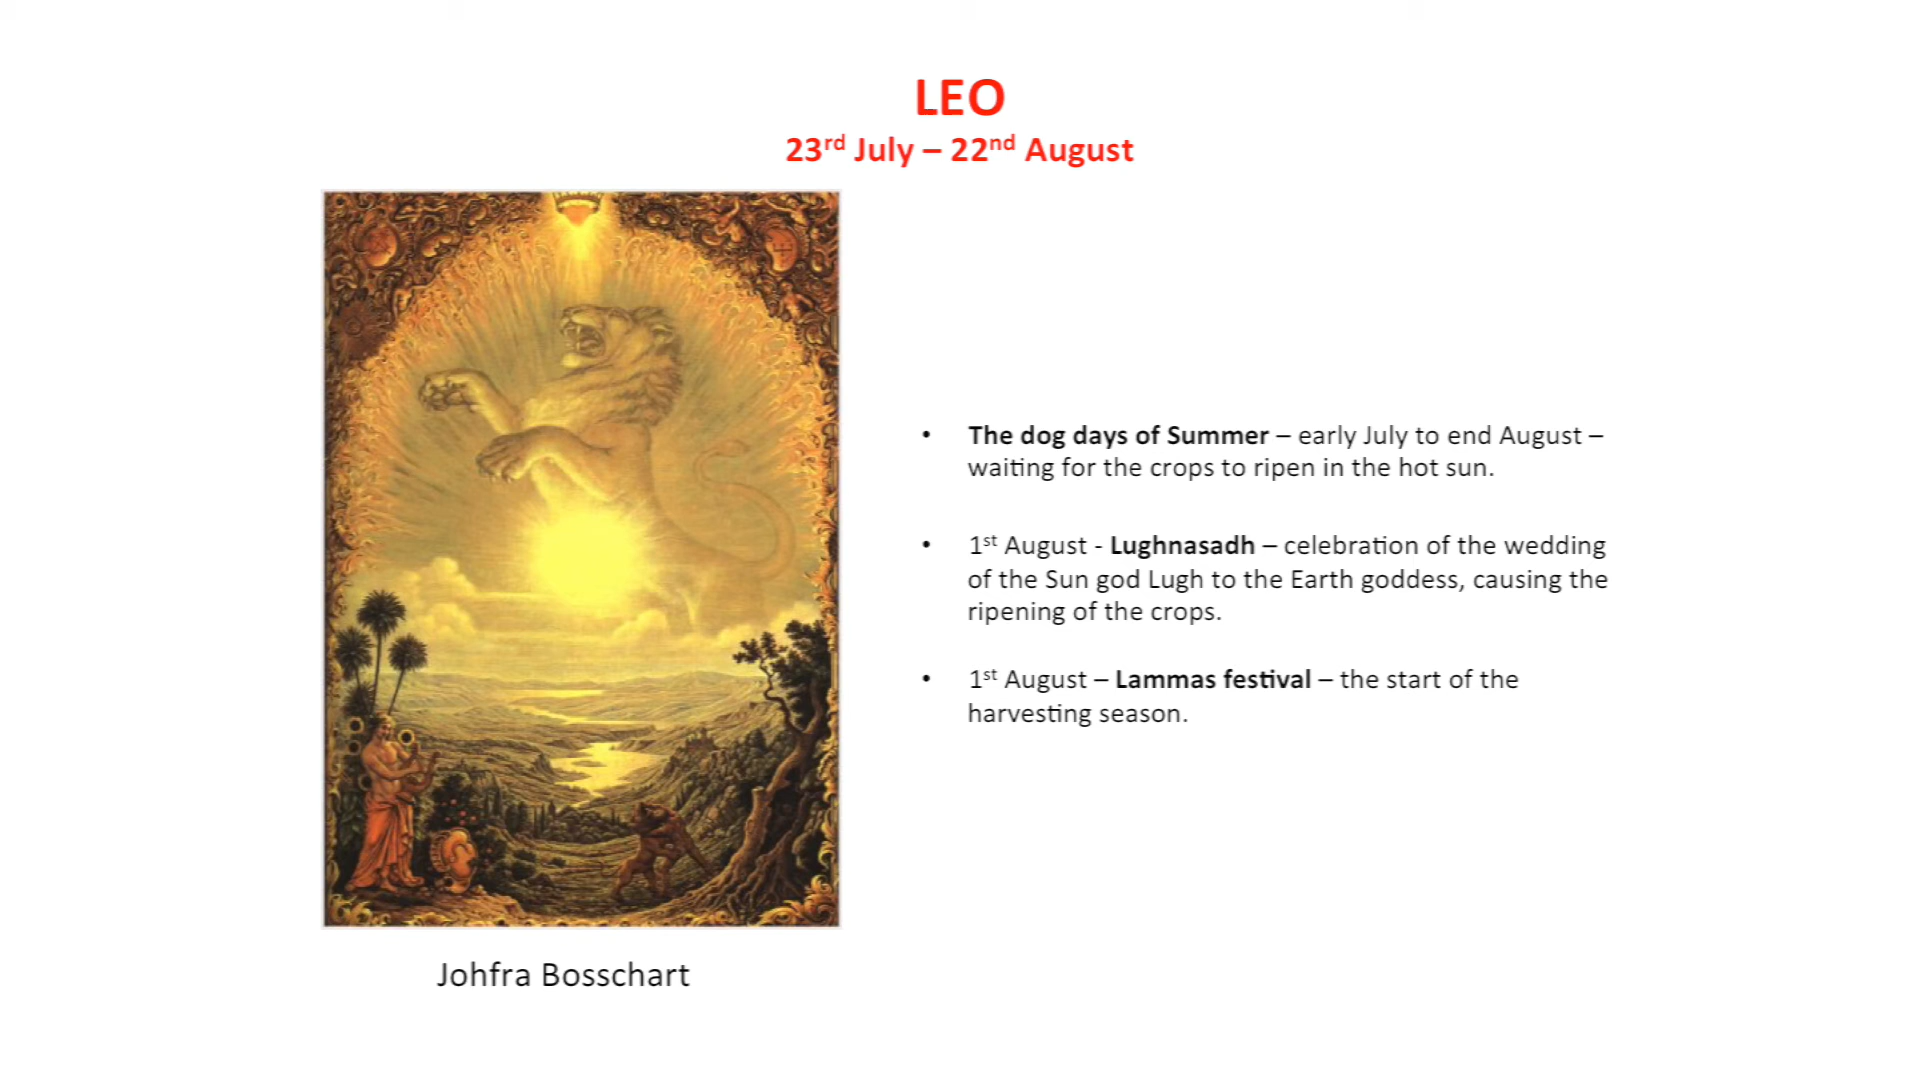 LEO
23rd July – 22nd August
• The dog days of Summer – early July to end August –
waiting for the crops to ripen in the hot sun.
• 1st August - Lughnasadh – celebration of the wedding
of the Sun god Lugh to the Earth goddess, causing the
ripening of the crops.
• 1st August – Lammas festival – the start of the
harvesting season.
Johfra Bosschart